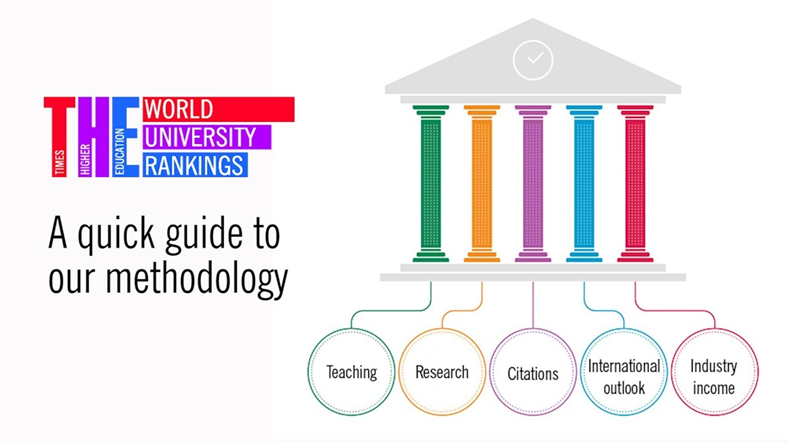 THE
TIMES
HIGHER
EDUCATION
WORLD
UNIVERSITY
RANKINGS
A quick guide to
our methodology
Teaching
Research
Citations
International
outlook
Industry
income